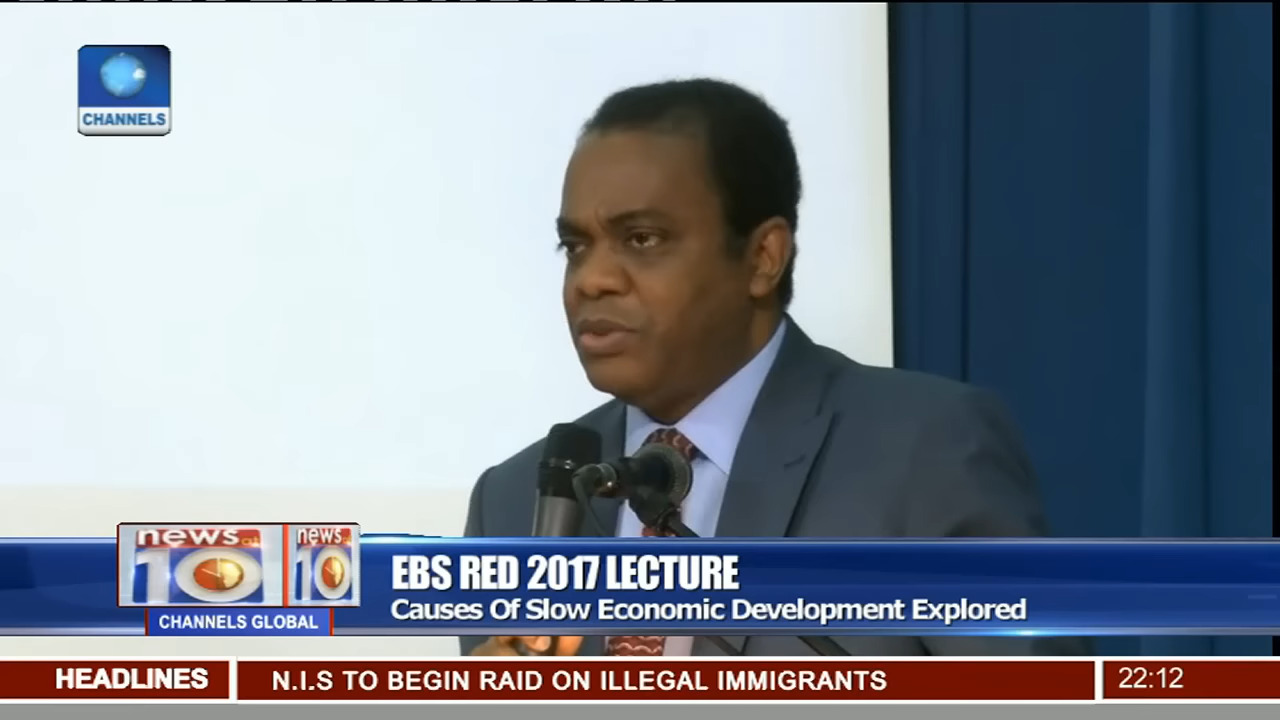 CHANNELS
news at
10
news
10
CHANNELS GLOBAL
EBS RED 2017 LECTURE
Causes Of Slow Economic Development Explored
HEADLINES
N.I.S TO BEGIN RAID ON ILLEGAL IMMIGRANTS
22:12